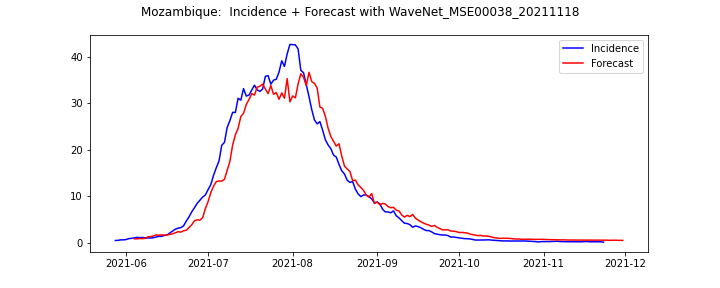 Mozambique:  Incidence + Forecast with WaveNet_MSE00038_20211118
Incidence
Forecast
40
30
20
10
0
2021-06 2021-07 2021-08 2021-09 2021-10 2021-11 2021-12